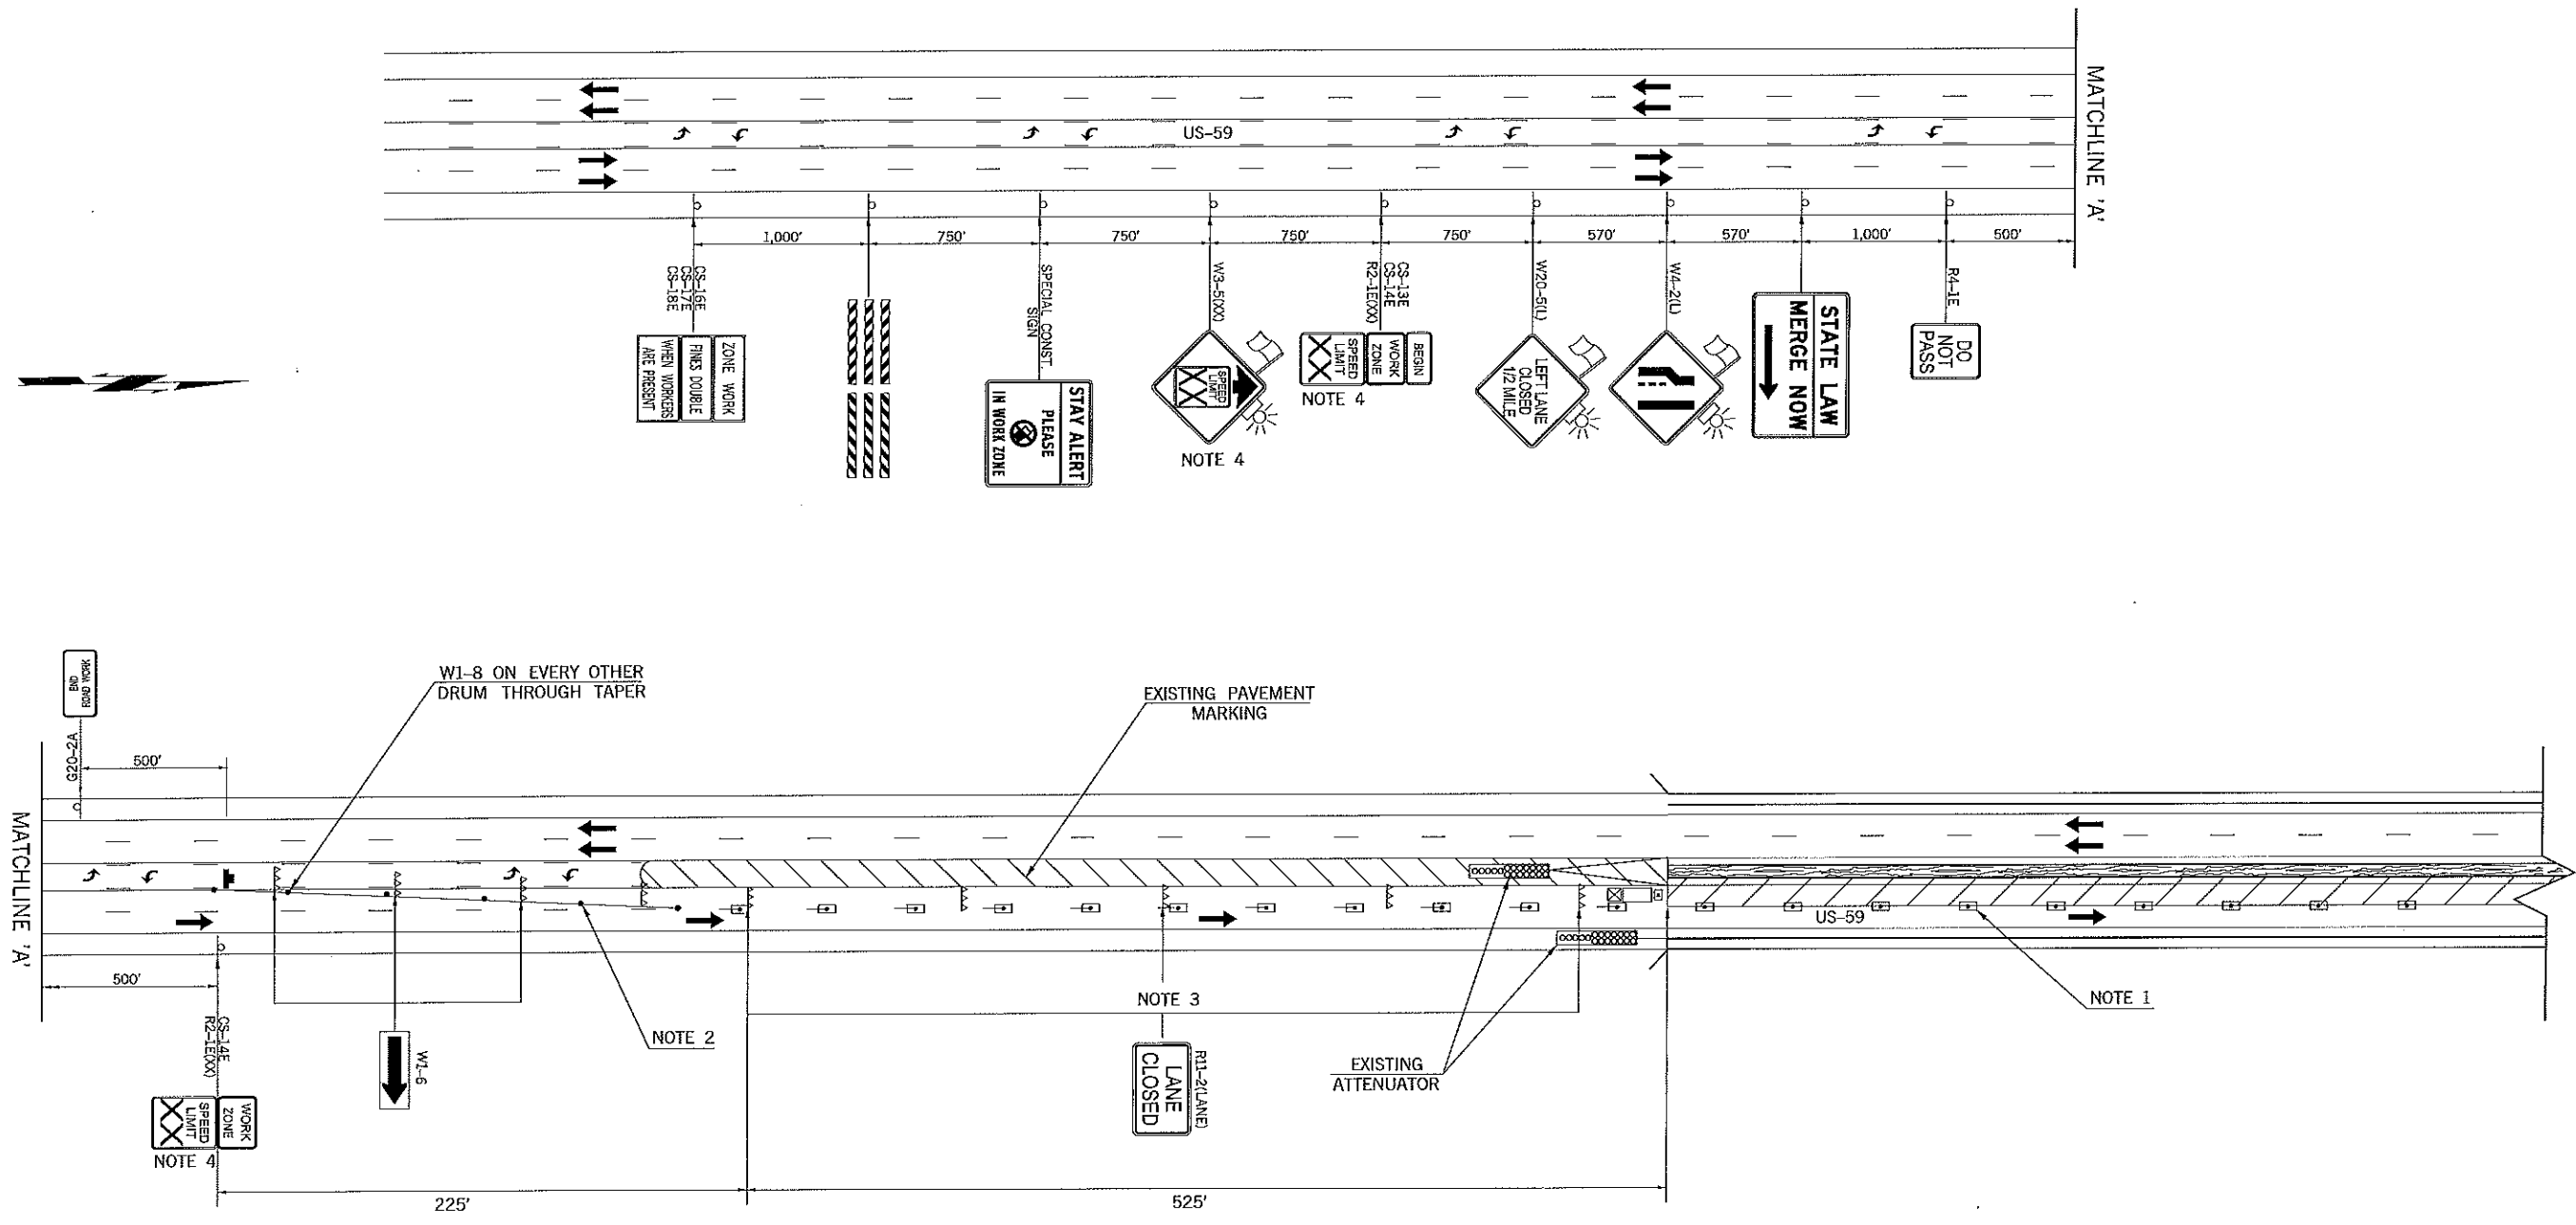 MATCHLINE 'A'
US-59
1,000'
750'
750'
750'
750'
570'
570'
1,000'
500'
CS-16E
CS-17E
CS-18E
ZONE WORK
FINES DOUBLE
WHEN WORKERS
ARE PRESENT
SPECIAL CONST.
SIGN
STAY ALERT
PLEASE
IN WORK ZONE
W3-5(XX)
SPEED
LIMIT
XX
NOTE 4
CS-13E
CS-14E
R2-1E(XX)
BEGIN
WORK
ZONE
SPEED
LIMIT
XX
NOTE 4
W20-5(L)
LEFT LANE
CLOSED
1/2 MILE
W4-2(L)
STATE LAW
MERGE NOW
R4-1E
DO
NOT
PASS
END
ROAD WORK
G20-2A
500'
W1-8 ON EVERY OTHER
DRUM THROUGH TAPER
EXISTING PAVEMENT
MARKING
MATCHLINE 'A'
US-59
500'
CS-14E
R2-1E(XX)
WORK
ZONE
SPEED
LIMIT
XX
NOTE 4
W1-6
NOTE 2
NOTE 3
R11-2(LANE)
LANE
CLOSED
EXISTING
ATTENUATOR
NOTE 1
225'
525'